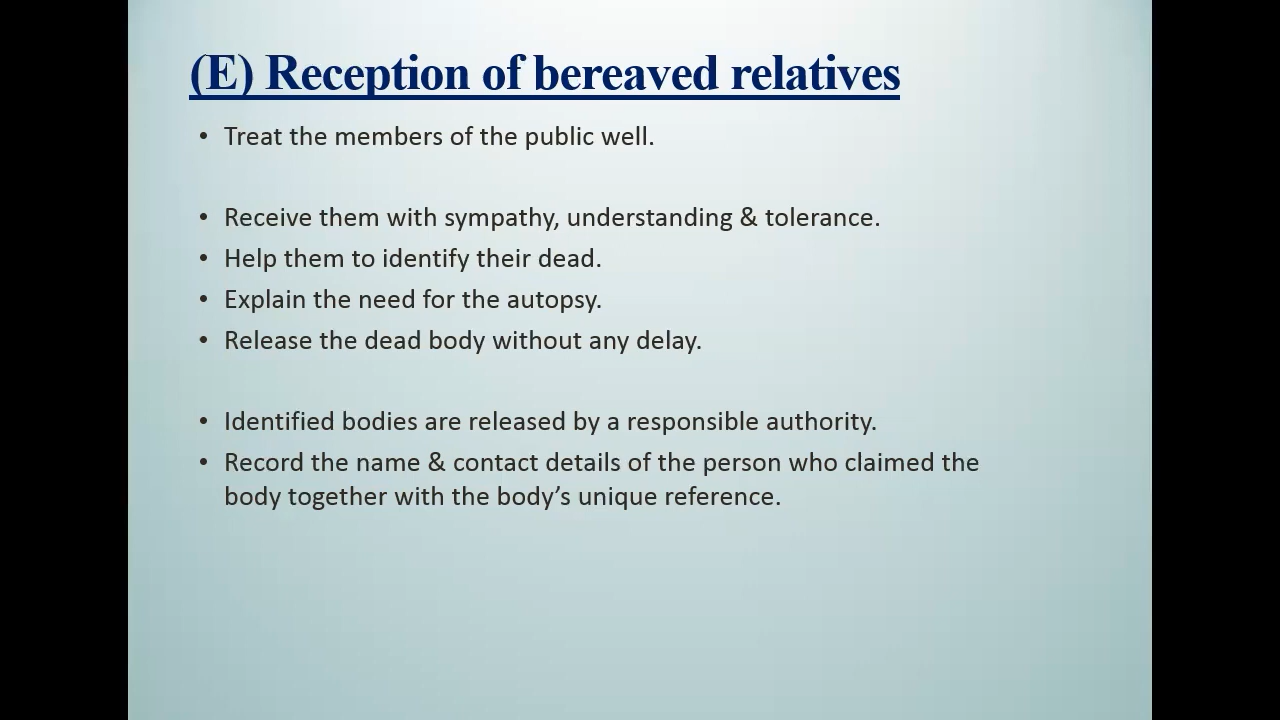 (E) Reception of bereaved relatives
• Treat the members of the public well.
• Receive them with sympathy, understanding & tolerance.
• Help them to identify their dead.
• Explain the need for the autopsy.
• Release the dead body without any delay.
• Identified bodies are released by a responsible authority.
• Record the name & contact details of the person who claimed the
body together with the body’s unique reference.